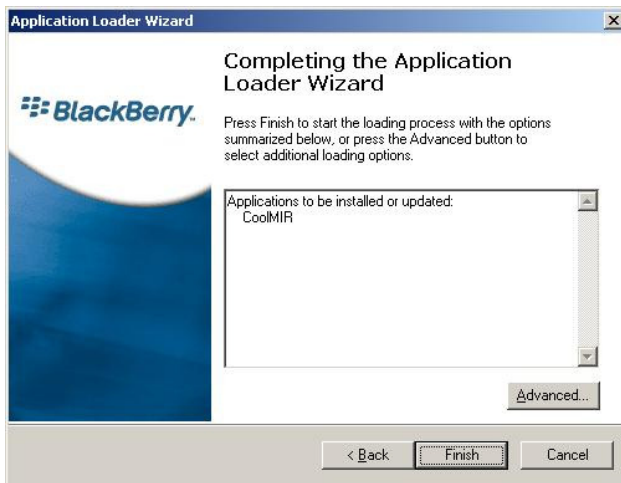 Application Loader Wizard
BlackBerry.
Completing the Application
Loader Wizard
Press Finish to start the loading process with the options
summarized below, or press the Advanced button to
select additional loading options.
Applications to be installed or updated:
CoolMIR
Advanced...
< Back
Finish
Cancel